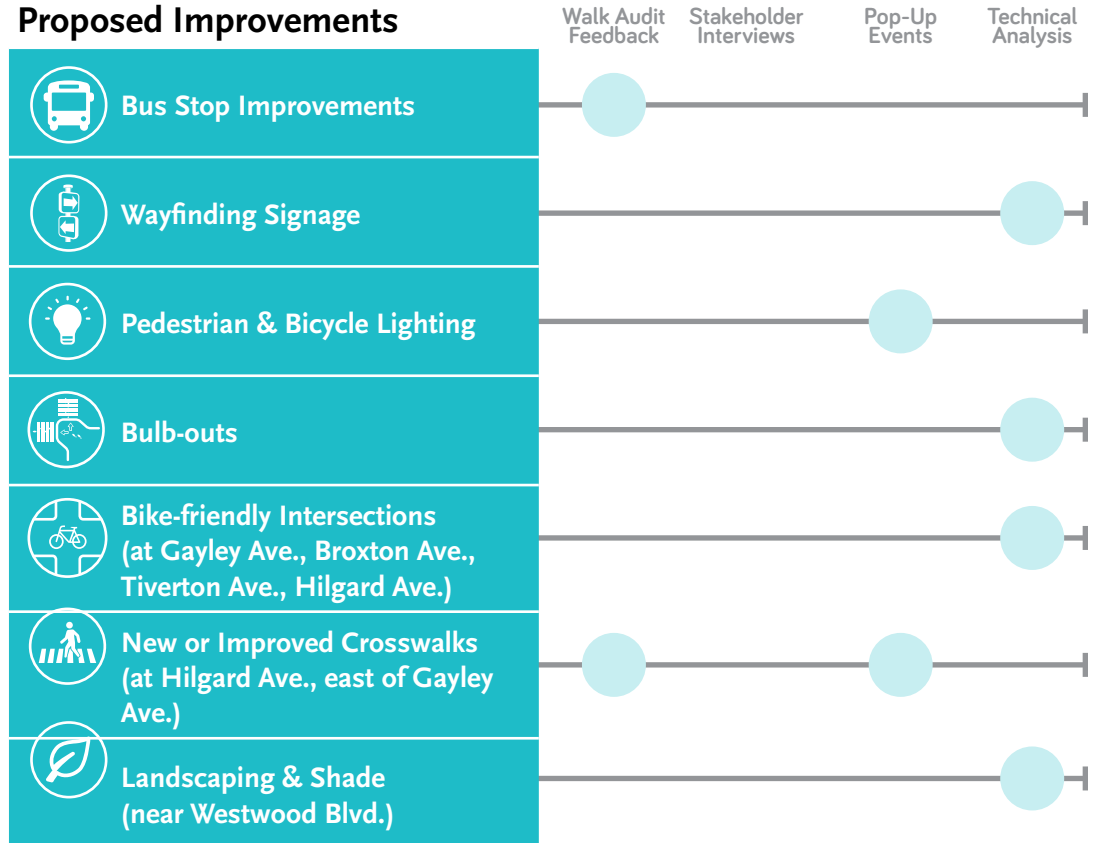 Proposed Improvements
Walk Audit
Feedback
Stakeholder
Interviews
Pop-Up
Events
Technical
Analysis
Bus Stop Improvements
Wayfinding Signage
Pedestrian & Bicycle Lighting
Bulb-outs
Bike-friendly Intersections
(at Gayley Ave., Broxton Ave.,
Tiverton Ave., Hilgard Ave.)
New or Improved Crosswalks
(at Hilgard Ave., east of Gayley
Ave.)
Landscaping & Shade
(near Westwood Blvd.)